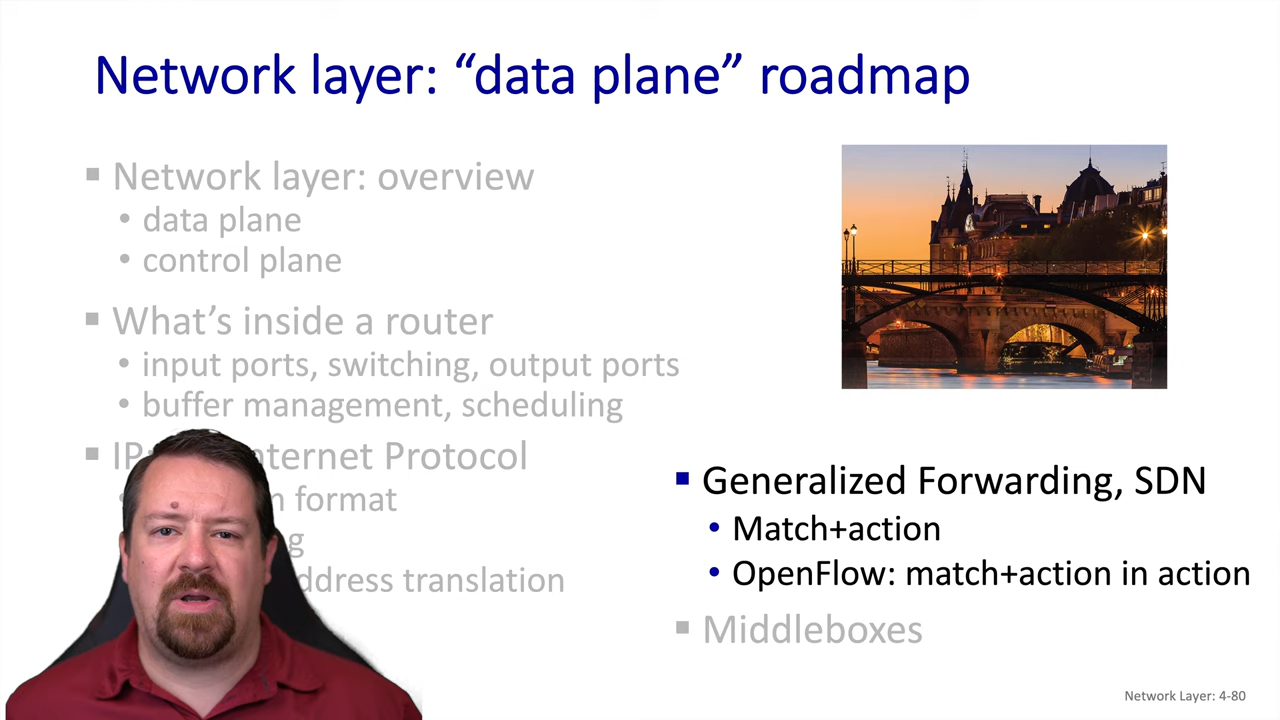 Network layer: “data plane” roadmap
▪ Network layer: overview
• data plane
• control plane
▪ What’s inside a router
• input ports, switching, output ports
• buffer management, scheduling
▪ Internet Protocol
format
address translation
▪ Generalized Forwarding, SDN
• Match+action
• OpenFlow: match+action in action
▪ Middleboxes
Network Layer: 4-80